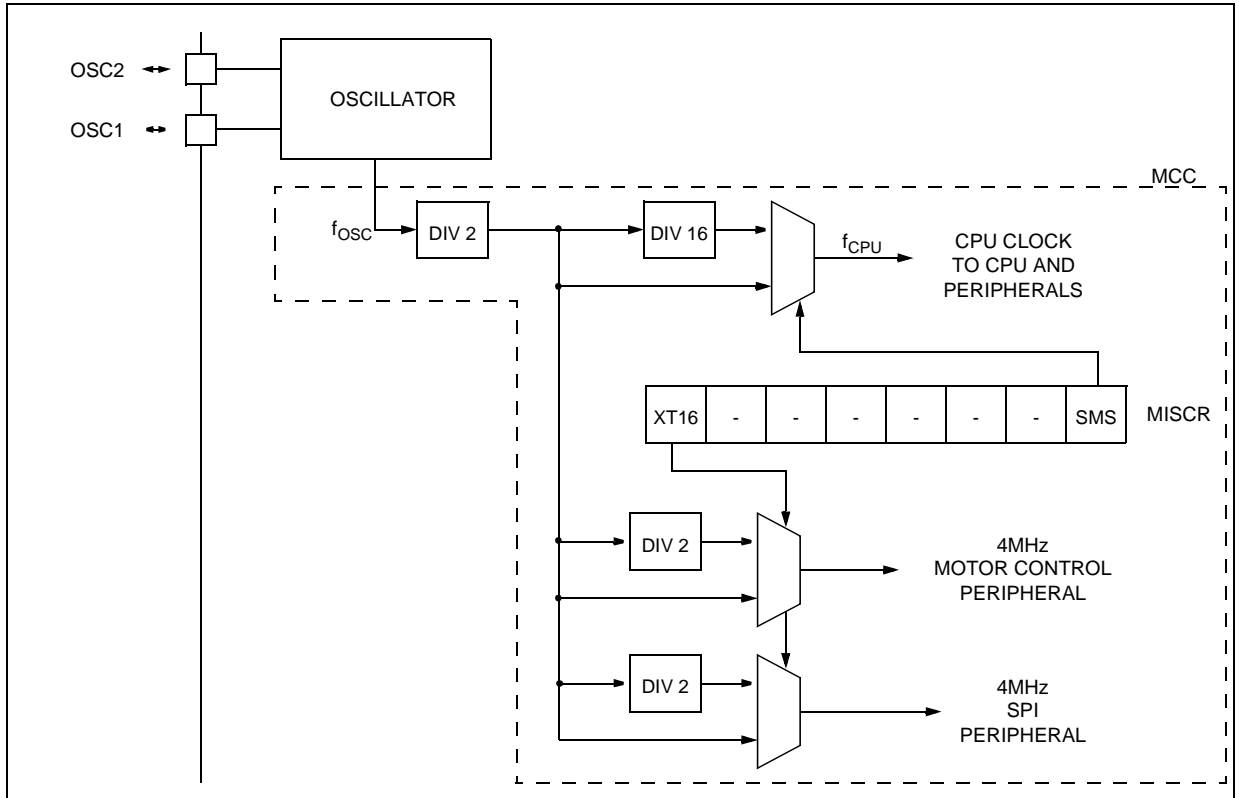 OSC2
OSCILLATOR
OSC1
MCC
fOSC
DIV 2
DIV 16
fCPU
CPU CLOCK
TO CPU AND
PERIPHERALS
XT16 - - - - - - SMS
MISCR
DIV 2
4MHz
MOTOR CONTROL
PERIPHERAL
DIV 2
4MHz
SPI
PERIPHERAL